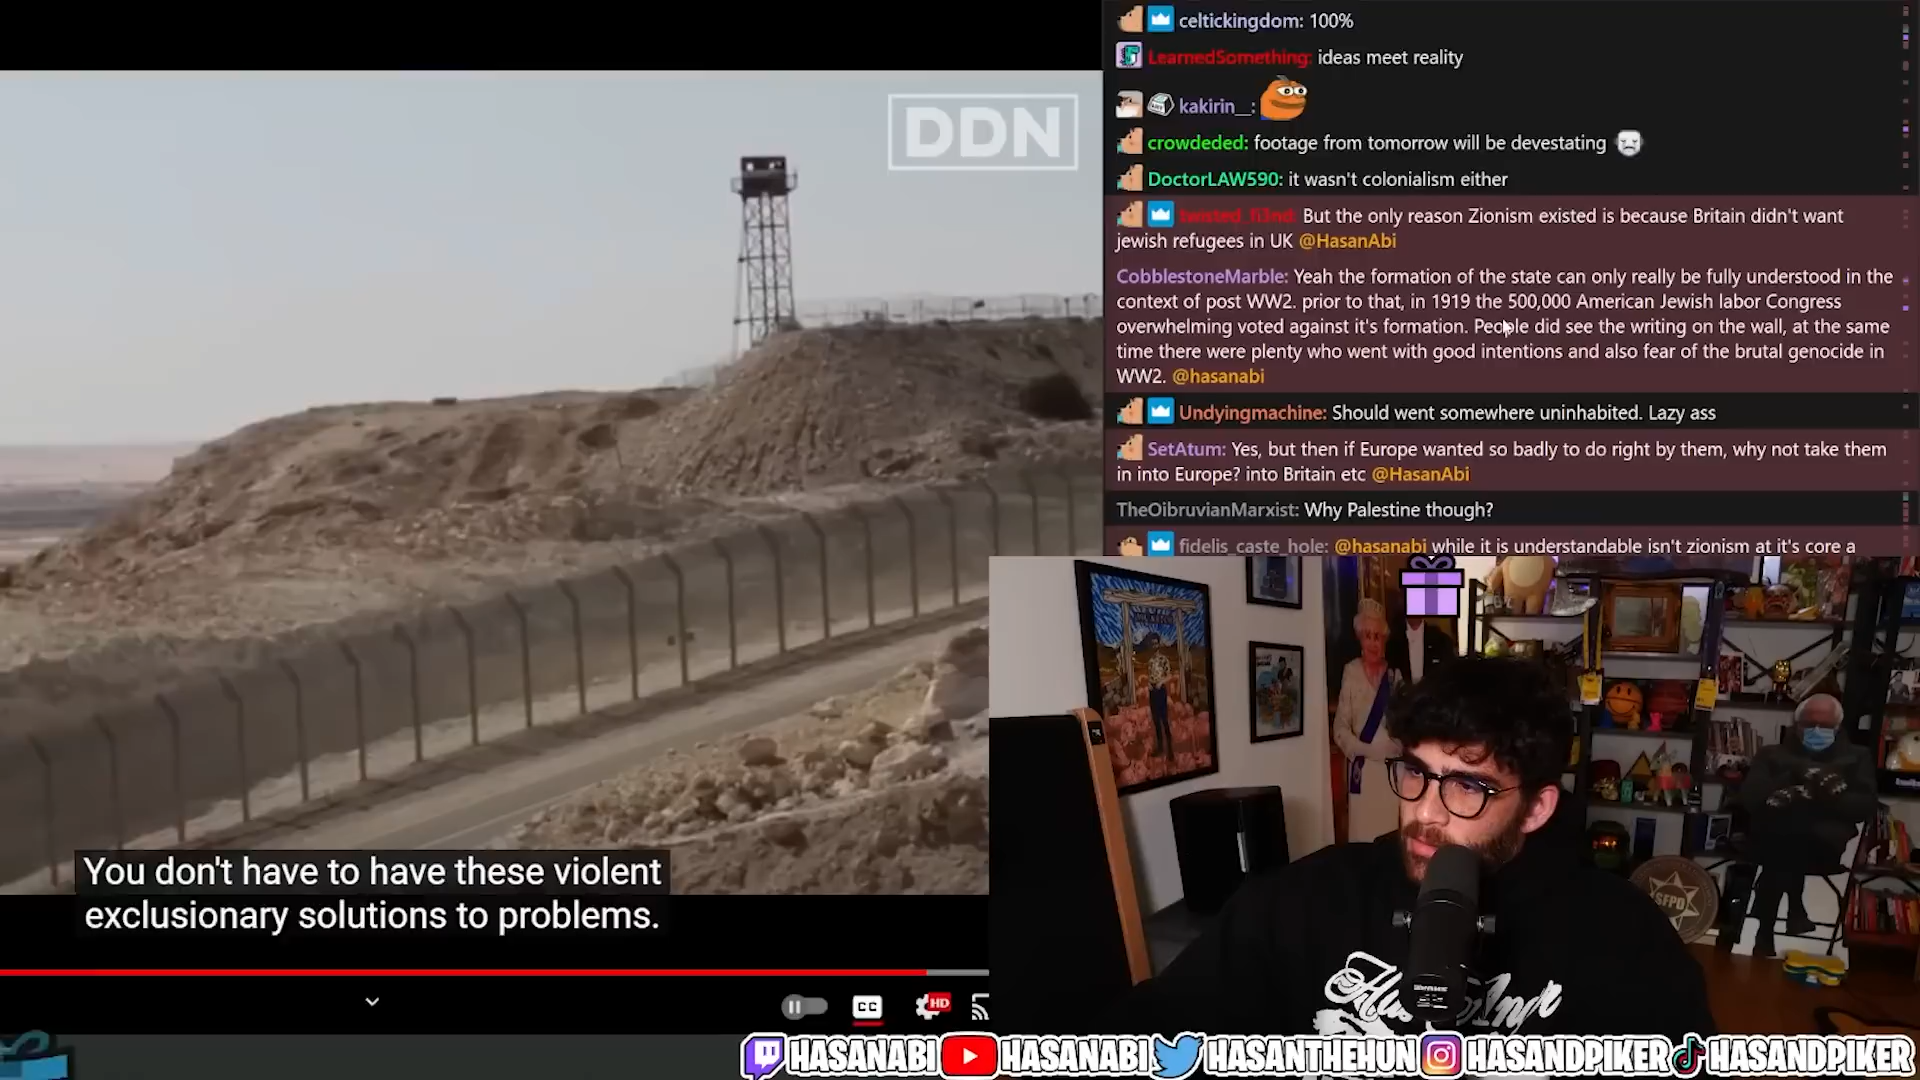 DDN
celtickingdom: 100%
LearnedSomething: ideas meet reality
kakirin__:
crowdeded: footage from tomorrow will be devestating
DoctorLAW590: it wasn't colonialism either
twisted_fi3nd: But the only reason Zionism existed is because Britain didn't want
jewish refugees in UK @HasanAbi
CobblestoneMarble: Yeah the formation of the state can only really be fully understood in the
context of post WW2. prior to that, in 1919 the 500,000 American Jewish labor Congress
overwhelming voted against it's formation. People did see the writing on the wall, at the same
time there were plenty who went with good intentions and also fear of the brutal genocide in
WW2. @hasanabi
Undyingmachine: Should went somewhere uninhabited. Lazy ass
SetAtum: Yes, but then if Europe wanted so badly to do right by them, why not take them
in into Europe? into Britain etc @HasanAbi
TheOibruvianMarxist: Why Palestine though?
fidelis_caste_hole: @hasanabi while it is understandable isn't zionism at it's core a
You don't have to have these violent
exclusionary solutions to problems.
CC
HD
SFPD
HASANABI HASANABI HASANTHEHUN HASANDPIKER HASANDPIKER